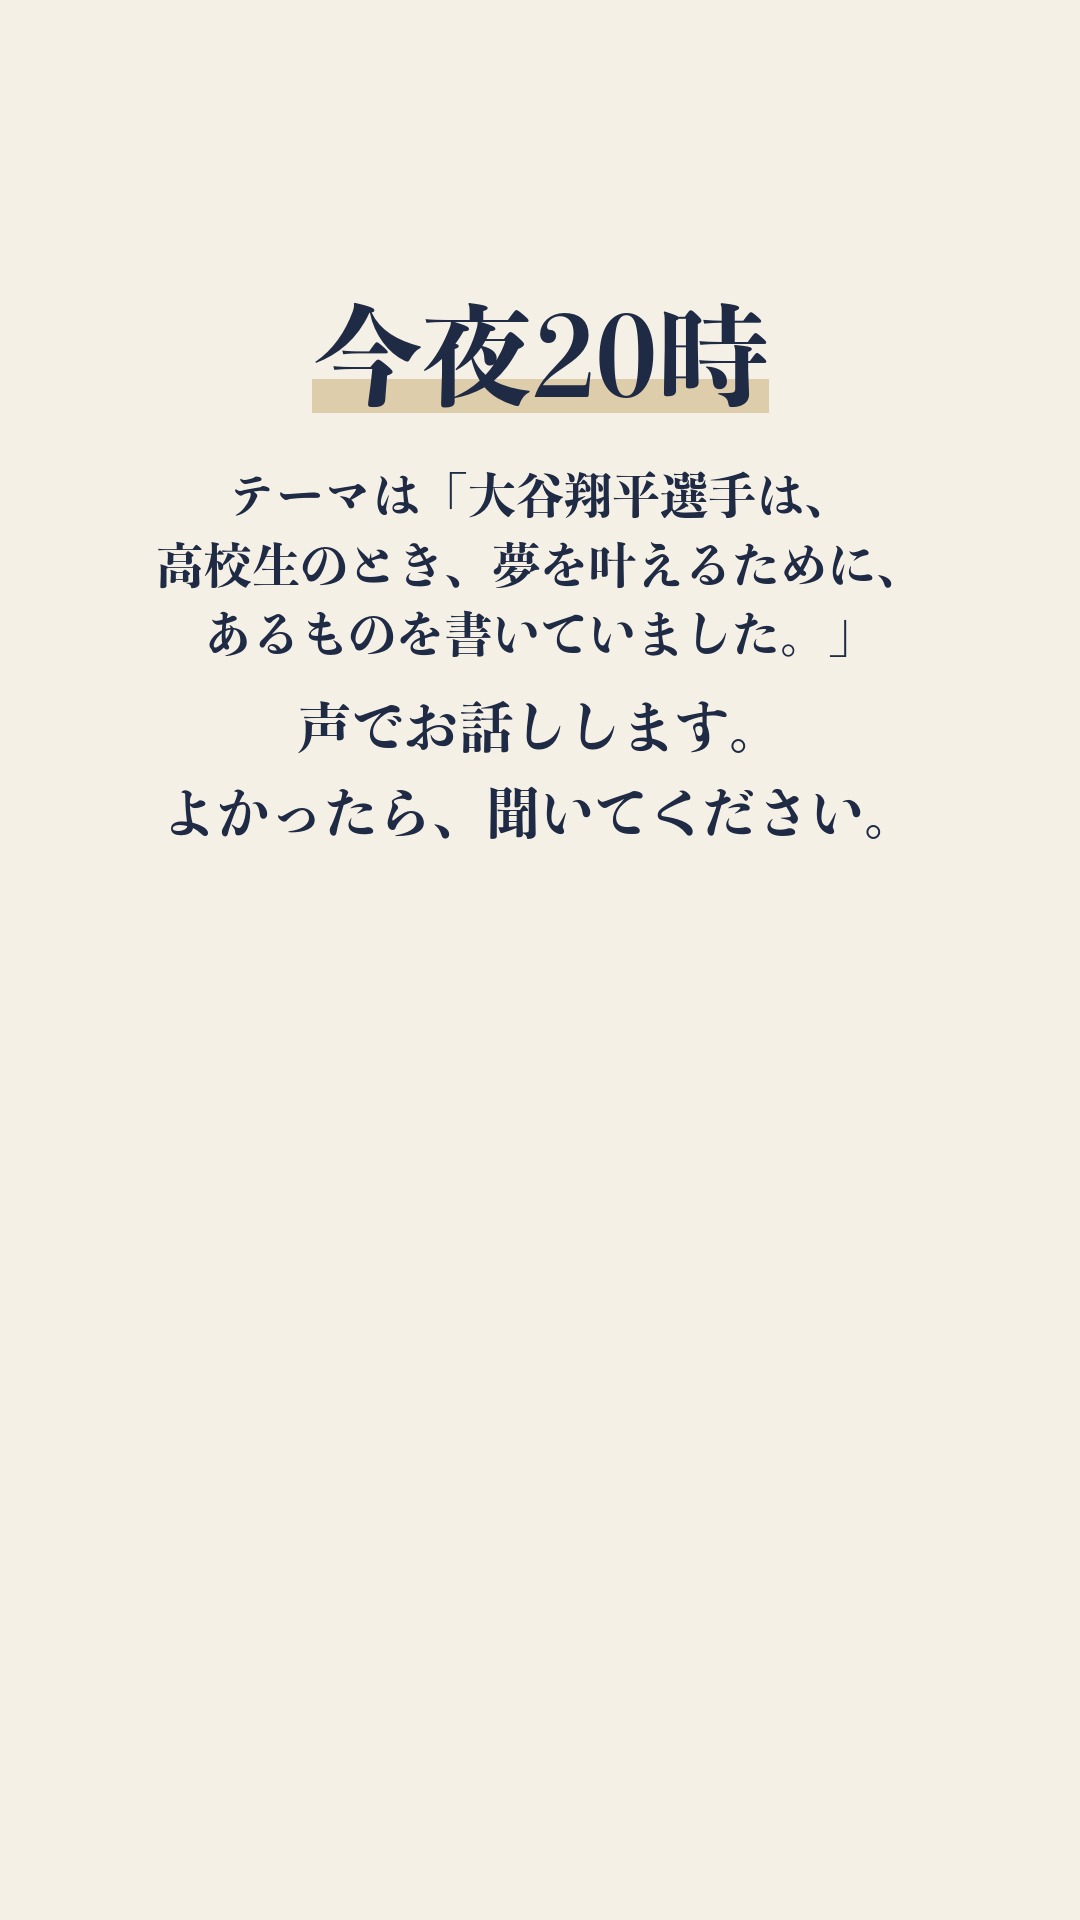 今夜20時
テーマは「大谷翔平選手は、
高校生のとき、夢を叶えるために、
あるものを書いていました。」
声でお話しします。
よかったら、聞いてください。